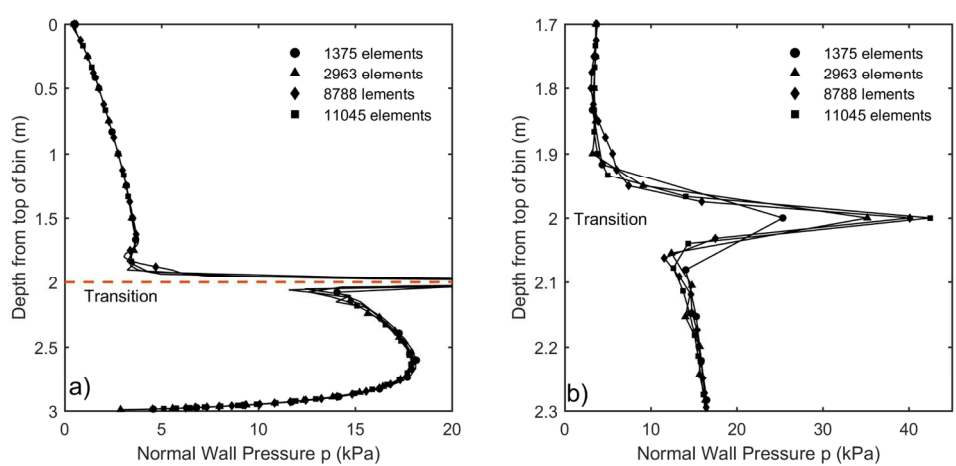 0
0.5
1
1.5
2
2.5
3
Depth from top of bin (m)
1375 elements
2963 elements
8788 lements
11045 elements
Transition
a)
0
5
10
15
20
Normal Wall Pressure p (kPa)
1.7
1.8
1.9
2
2.1
2.2
2.3
Depth from top of bin (m)
1375 elements
2963 elements
8788 lements
11045 elements
Transition
b)
0
10
20
30
40
Normal Wall Pressure p (kPa)